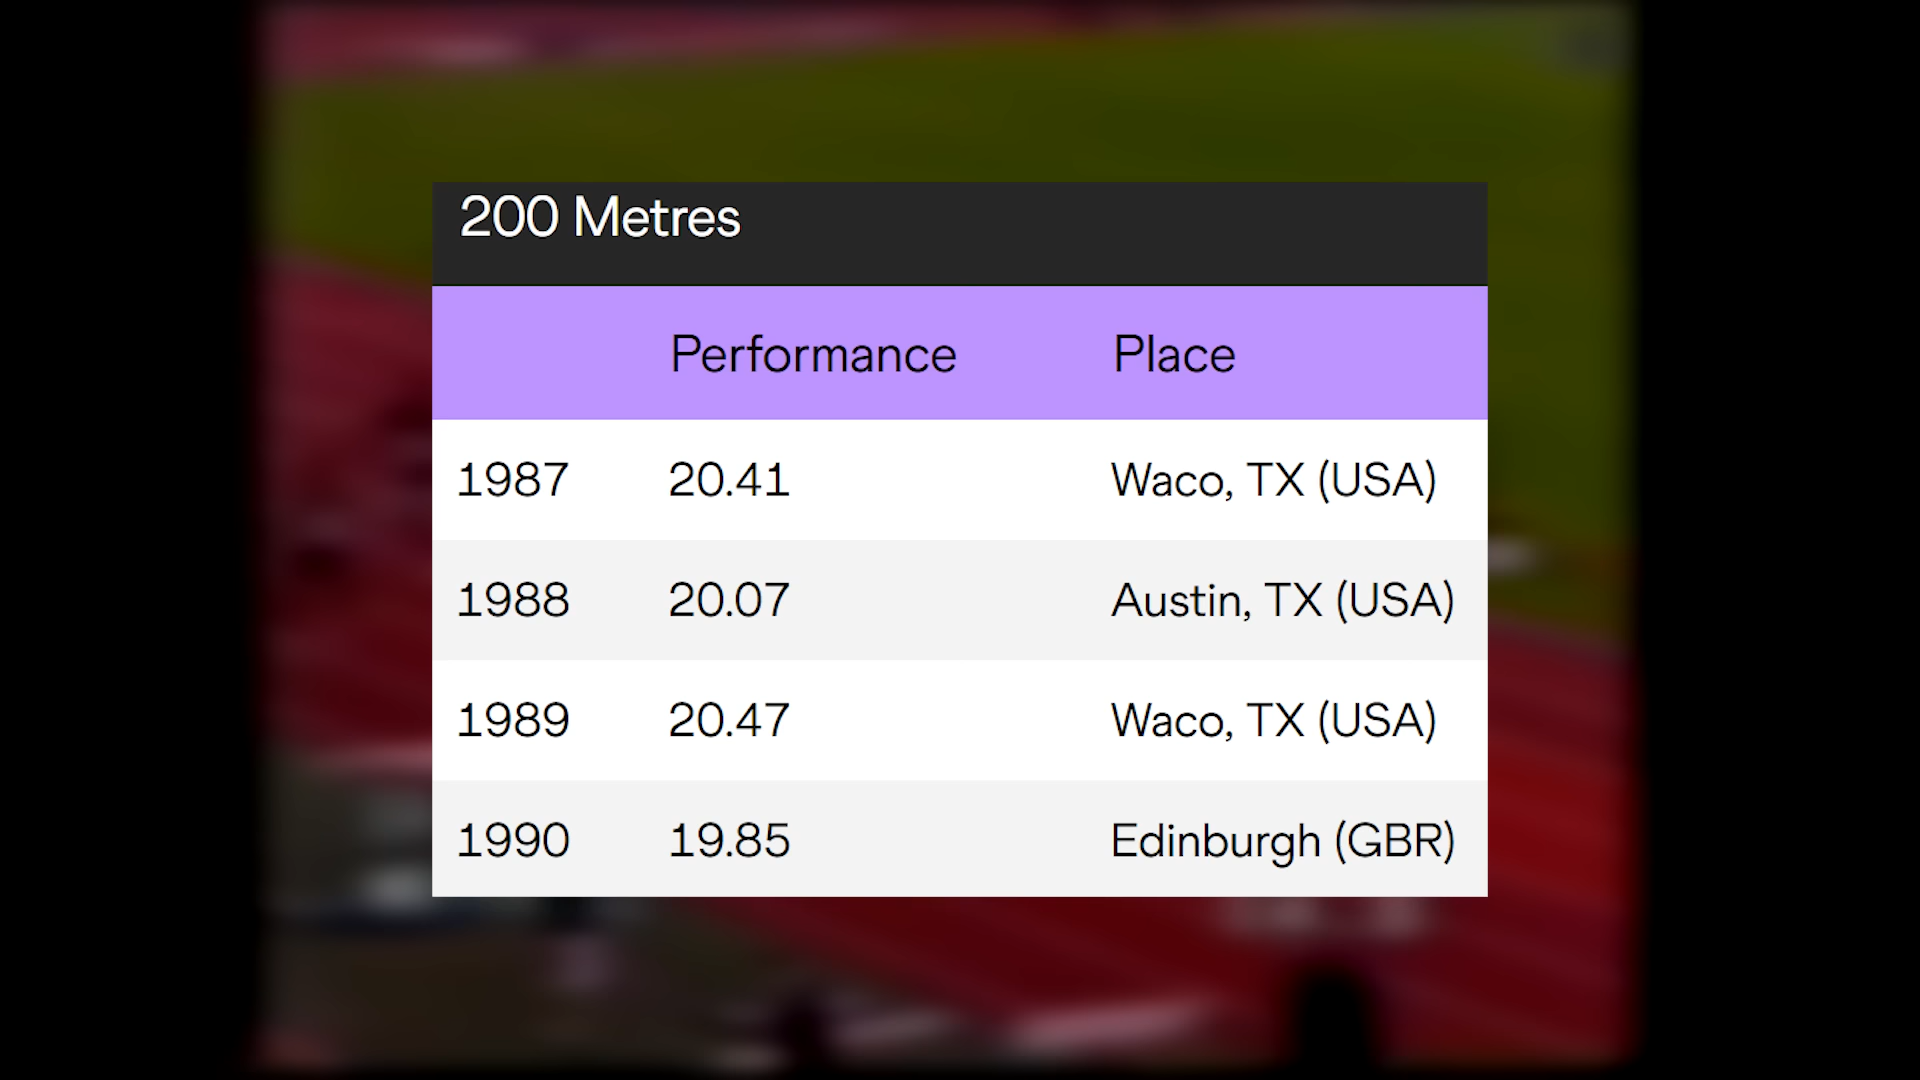 200 Metres
Performance Place
1987 20.41 Waco, TX (USA)
1988 20.07 Austin, TX (USA)
1989 20.47 Waco, TX (USA)
1990 19.85 Edinburgh (GBR)